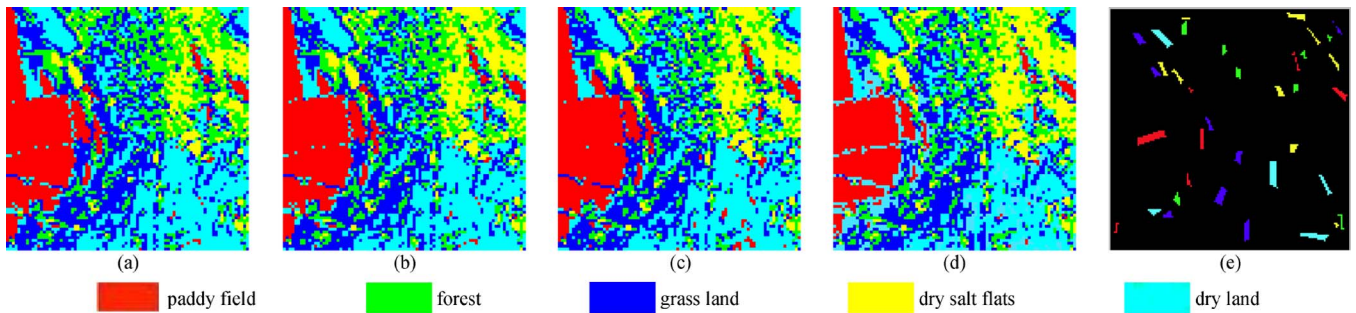 (a) (b) (c) (d) (e)
paddy field forest grass land dry salt flats dry land